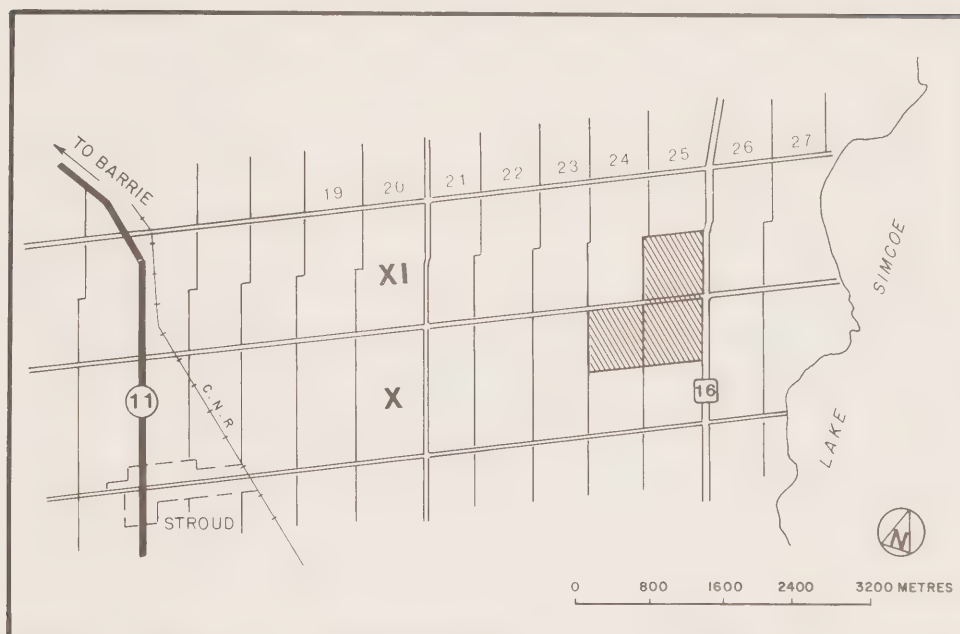 TO BARRIE
19 20 21 22 23 24 25 26 27
XI
SIMCOE
X
C.N.R
11
16
LAKE
STROUD
N
0 800 1600 2400 3200 METRES